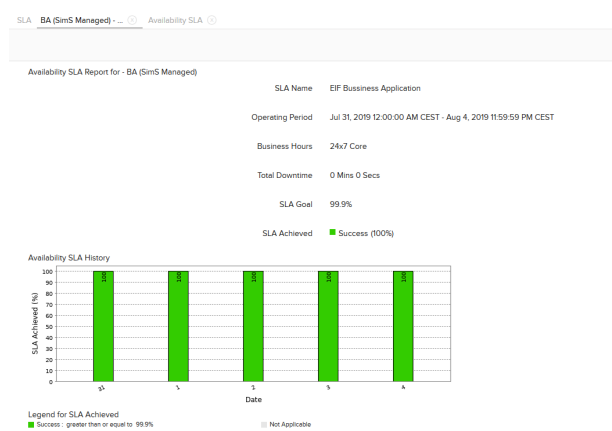 SLA BA (SimS Managed) - ... Availability SLA
Availability SLA Report for - BA (SimS Managed)
SLA Name EIF Bussiness Application
Operating Period Jul 31, 2019 12:00:00 AM CEST - Aug 4, 2019 11:59:59 PM CEST
Business Hours 24x7 Core
Total Downtime 0 Mins 0 Secs
SLA Goal 99.9%
SLA Achieved Success (100%)
Availability SLA History
SLA Achieved (%)
100
90
80
70
60
50
40
30
20
10
0
100 100 100 100 100
31 1 2 3 4
Date
Legend for SLA Achieved
Success : greater than or equal to 99.9% Not Applicable